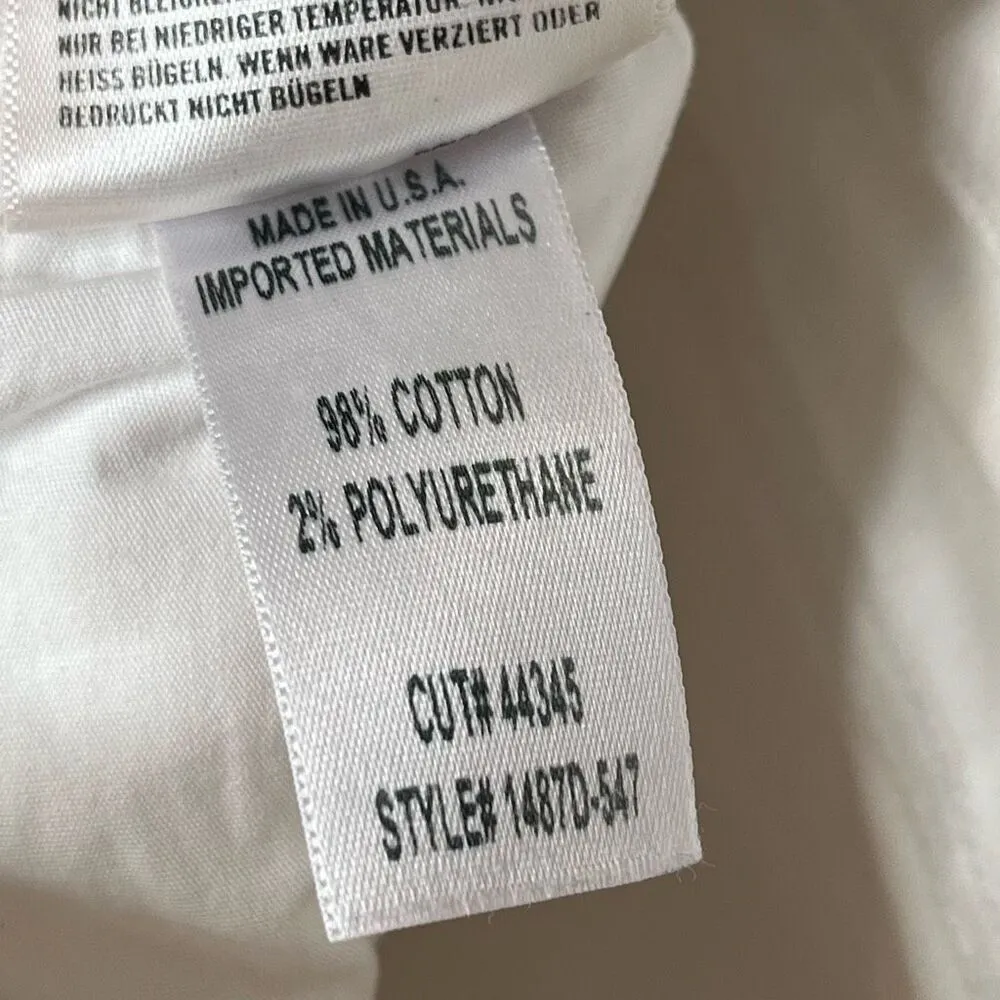 NICHT
NUR BEI NIEDRIGER TEMPERATUR
HEISS BÜGELN. WENN WARE VERZIERT ODER
BEDRUCKT NICHT BÜGELN
MADE IN U.S.A.
IMPORTED MATERIALS
98% COTTON
2% POLYURETHANE
CUT# 44345
STYLE# 1487D-547